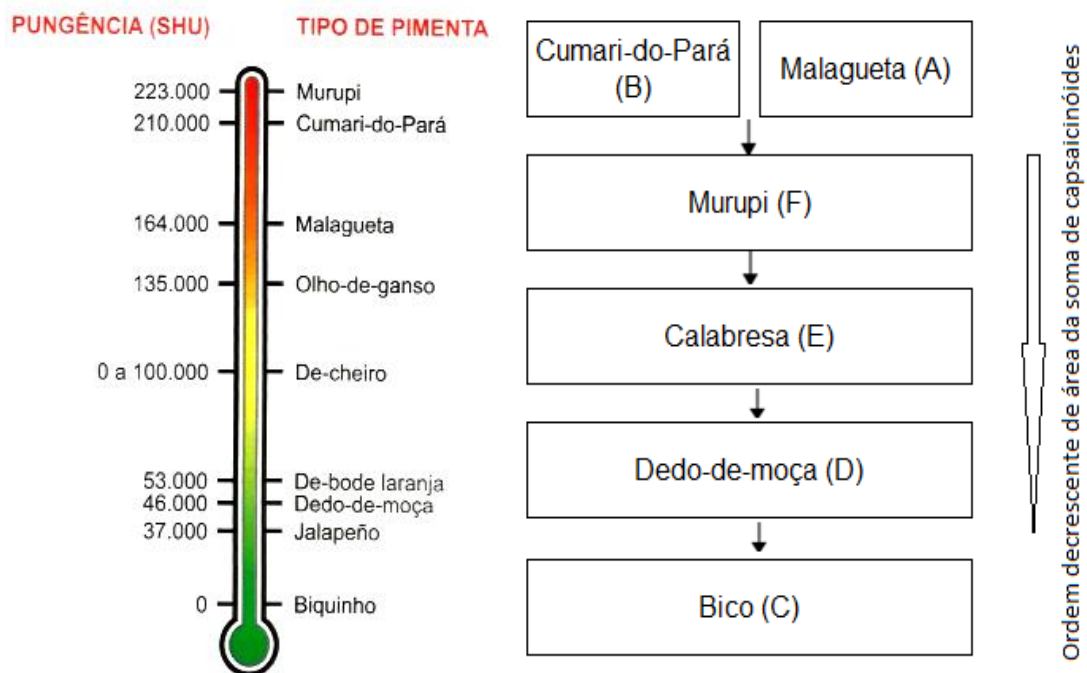 PUNGÊNCIA (SHU) TIPO DE PIMENTA
223.000 Murupi
210.000 Cumari-do-Pará
164.000 Malagueta
135.000 Olho-de-ganso
0 a 100.000 De-cheiro
53.000 De-bode laranja
46.000 Dedo-de-moça
37.000 Jalapeño
0 Biquinho
Cumari-do-Pará
(B)
Malagueta (A)
Murupi (F)
Calabresa (E)
Dedo-de-moça (D)
Bico (C)
Ordem decrescente de área da soma de capsaicinóides